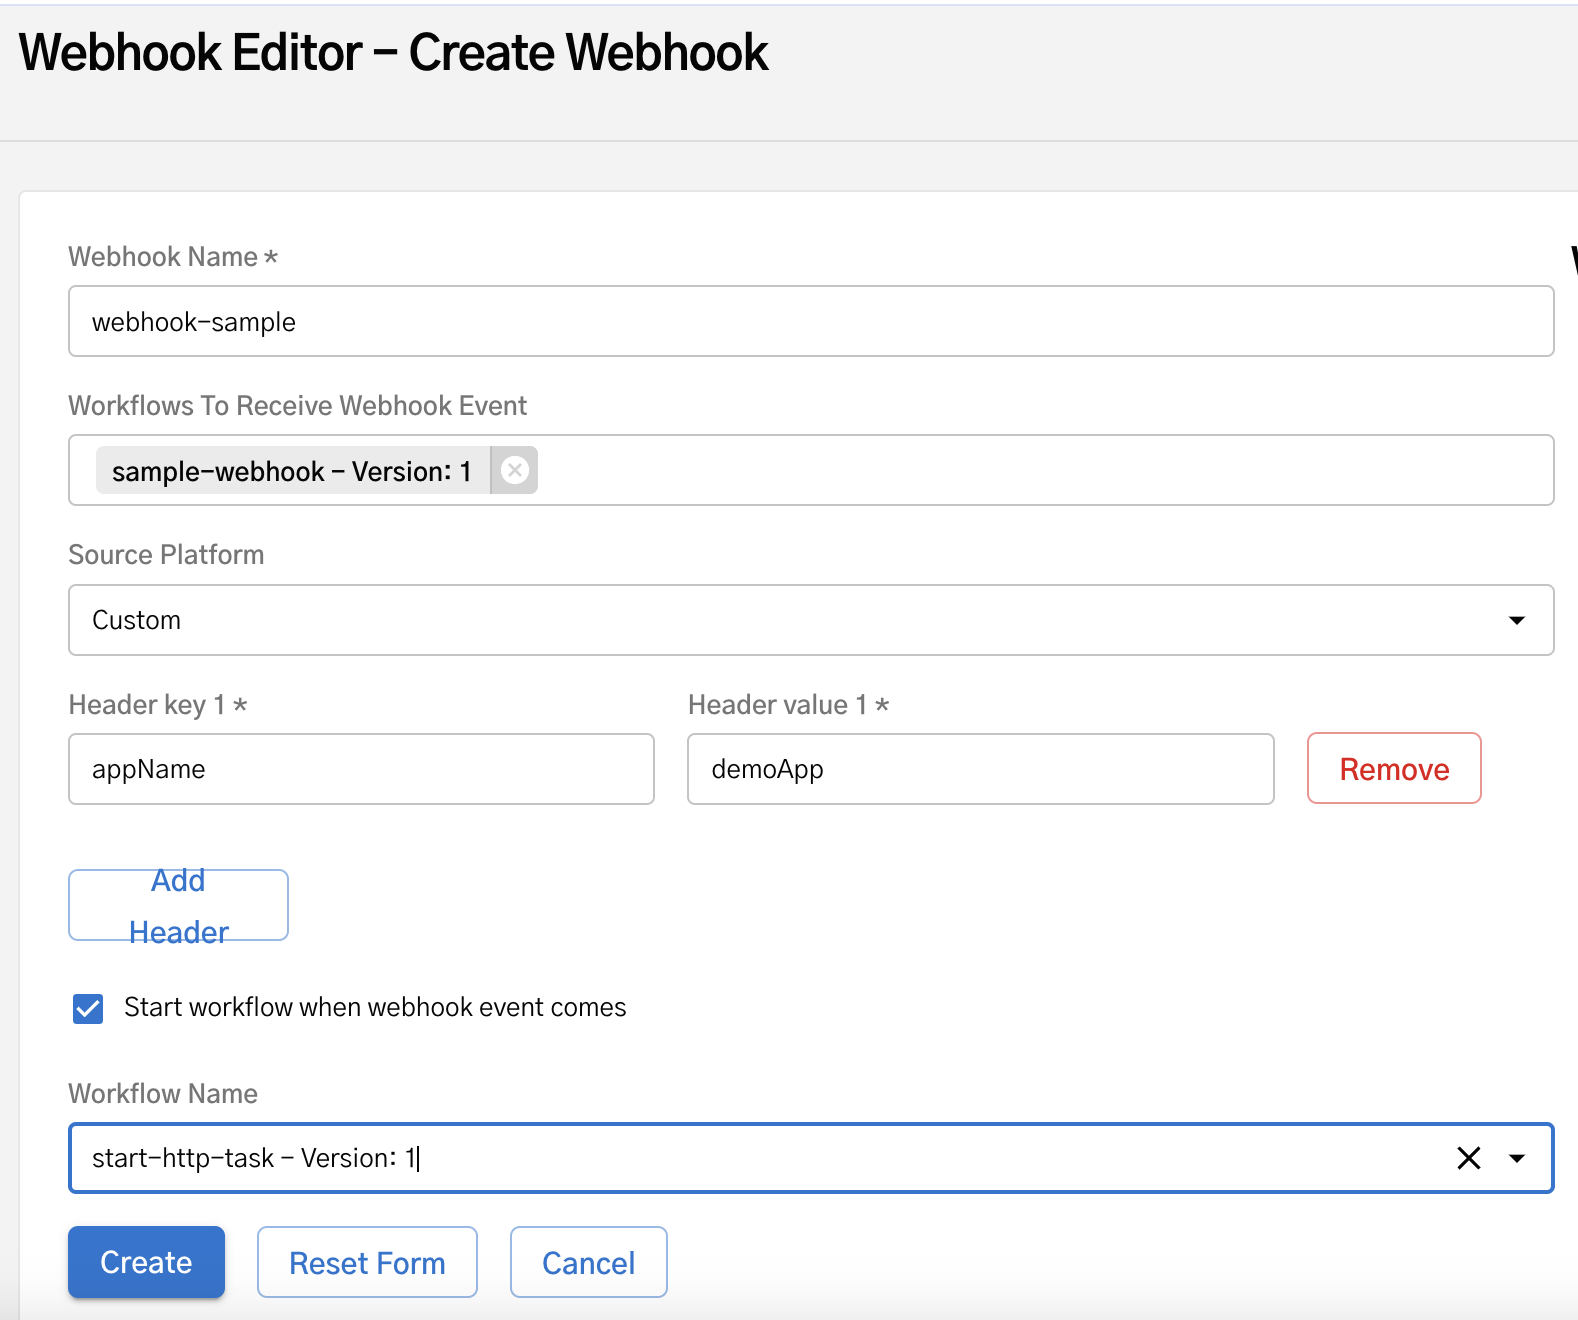 Webhook Editor – Create Webhook
Webhook Name *
webhook-sample
Workflows To Receive Webhook Event
sample-webhook - Version: 1
Source Platform
Custom
Header key 1 * Header value 1 *
appName demoApp Remove
Add
Header
Start workflow when webhook event comes
Workflow Name
start-http-task - Version: 1
Create Reset Form Cancel